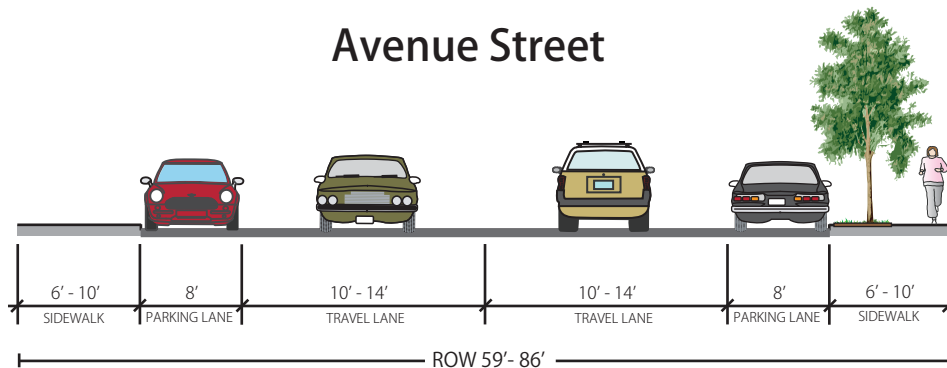 Avenue Street
6' - 10' 8' 10' - 14' 10' - 14' 8' 6' - 10'
SIDEWALK PARKING LANE TRAVEL LANE TRAVEL LANE PARKING LANE SIDEWALK
ROW 59'- 86'